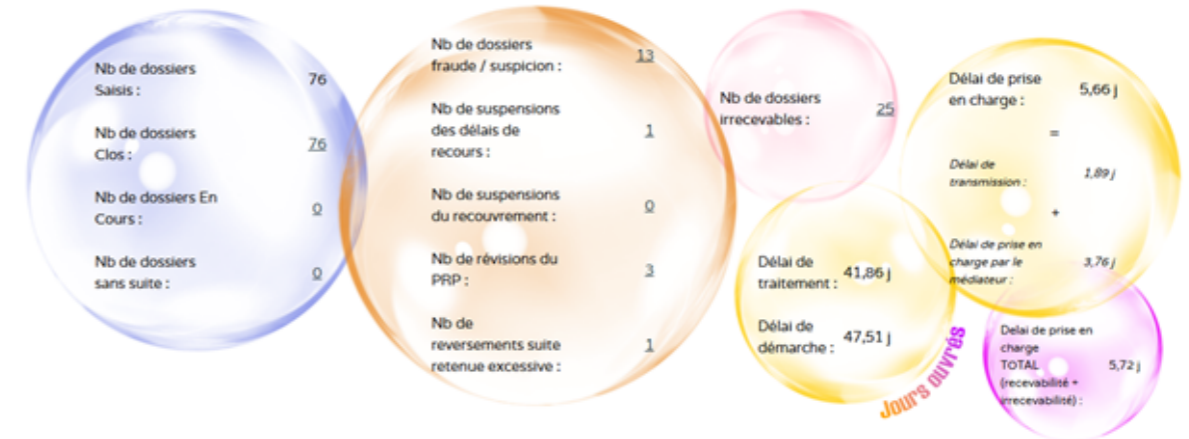 Nb de dossiers
Saisis : 76
Nb de dossiers
Clos : 76
Nb de dossiers En
Cours : 0
Nb de dossiers
sans suite : 0
Nb de dossiers
fraude / suspicion : 13
Nb de suspensions
des délais de 1
recours :
Nb de suspensions
du recouvrement : 0
Nb de révisions du
PRP : 3
Nb de
reversements suite 1
retenue excessive :
Nb de dossiers
irrecevables : 25
Délai de prise
en charge : 5,66 j
=
Délai de
transmission : 1,89 j
+
Délai de prise en
charge par le 3,76 j
médiateur :
Délai de
traitement : 41,86 j
Délai de
démarche : 47,51 j
Jours ouvrés
Delai de prise en
charge
TOTAL 5,72 j
(recevabilité +
irrecevabilité) :